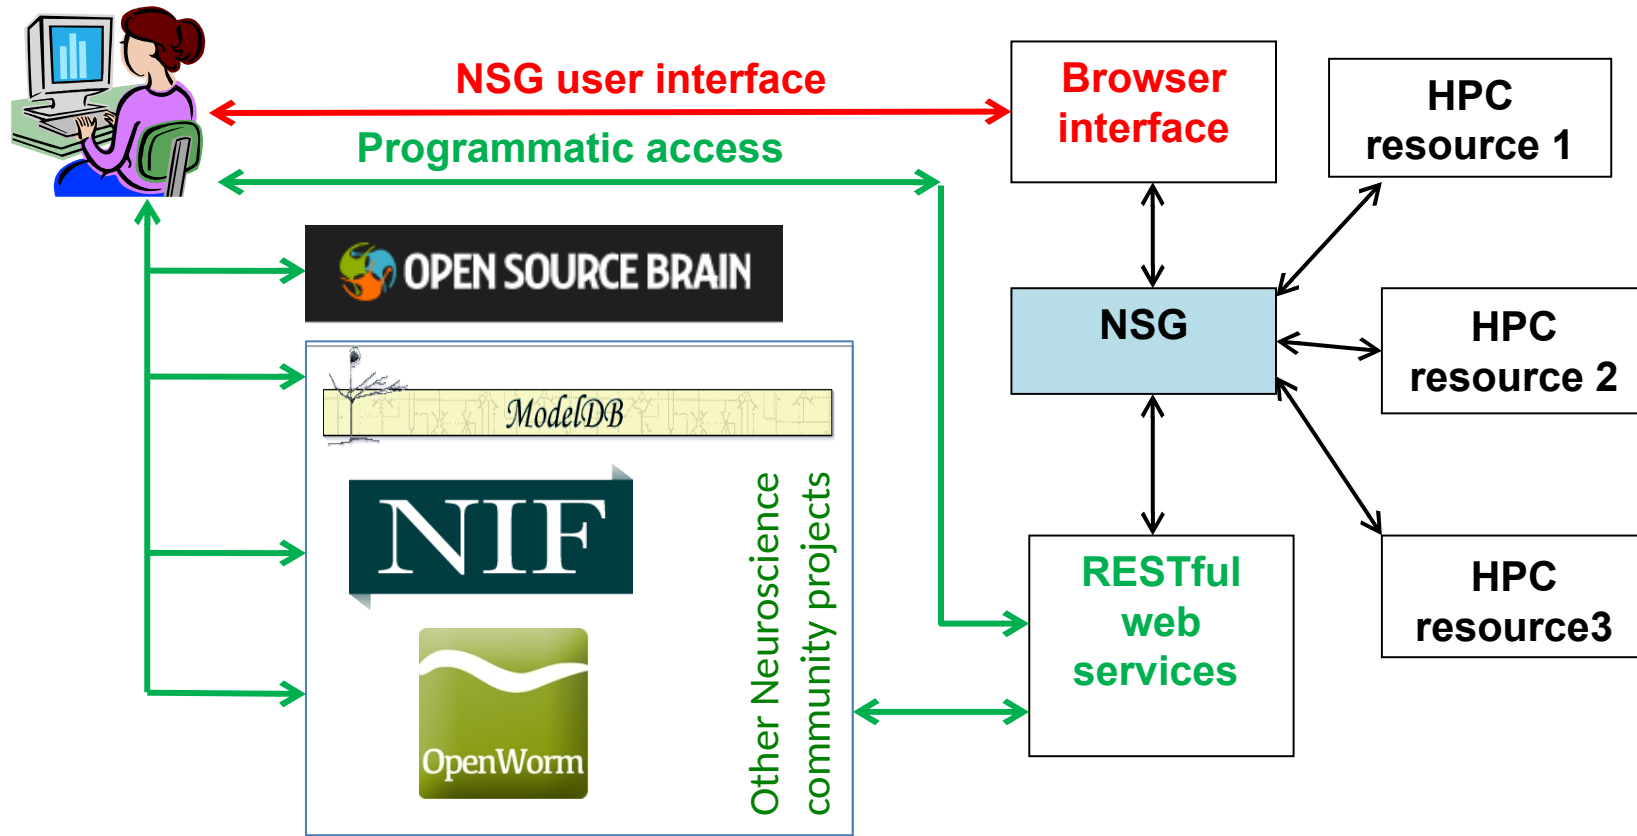 NSG user interface
Programmatic access
Browser
interface
HPC
resource 1
OPEN SOURCE BRAIN
NSG
HPC
resource 2
ModelDB
NIF
OpenWorm
Other Neuroscience
community projects
RESTful
web
services
HPC
resource3